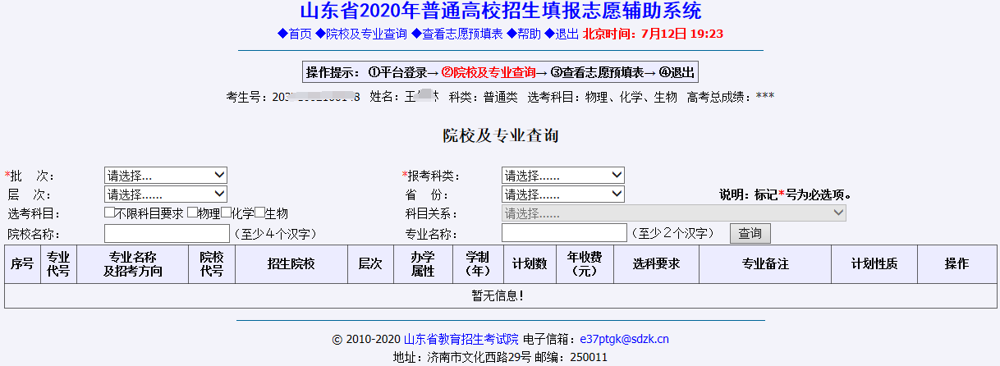 山东省2020年普通高校招生填报志愿辅助系统
◆首页 ◆院校及专业查询 ◆查看志愿预填表 ◆帮助 ◆退出 北京时间：7月12日 19:23
操作提示：①平台登录→ ②院校及专业查询→ ③查看志愿预填表→ ④退出
考生号：202 姓名：王 科类：普通类 选考科目：物理、化学、生物 高考总成绩：***
院校及专业查询
*批 次： 请选择... *报考科类： 请选择......
层 次： 请选择...... 省 份： 请选择...... 说明：标记*号为必选项。
选考科目： 不限科目要求 物理 化学 生物 科目关系： 请选择......
院校名称： （至少４个汉字） 专业名称： （至少２个汉字） 查询
序号 专业代号 专业名称及招考方向 院校代号 招生院校 层次 办学属性 学制（年） 计划数 年收费（元） 选科要求 专业备注 计划性质 操作
暂无信息！
© 2010-2020 山东省教育招生考试院 电子信箱：e37ptgk@sdzk.cn
地址：济南市文化西路29号 邮编：250011